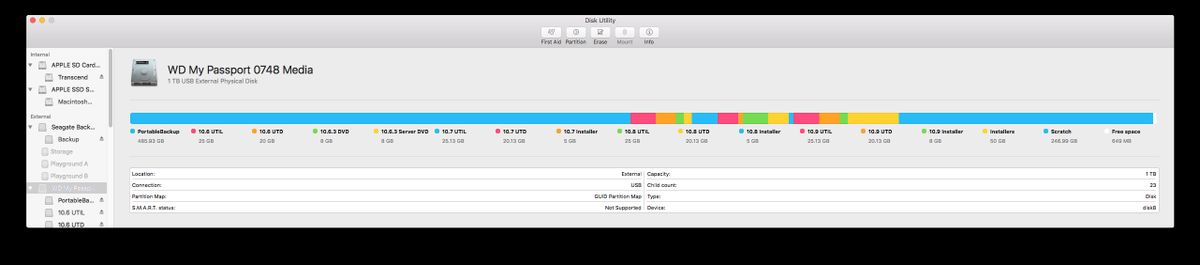 Disk Utility
First Aid Partition Erase Mount Info
Internal
APPLE SD Card...
Transcend
APPLE SSD S...
Macintosh...
External
Seagate Back...
Backup
Storage
Playground A
Playground B
WD My Passp...
PortableBa...
10.6 UTIL
10.6 UTD
WD My Passport 0748 Media
1 TB USB External Physical Disk
PortableBackup 10.6 UTIL 10.6 UTD 10.6.3 DVD 10.6.3 Server DVD 10.7 UTIL 10.7 UTD 10.7 Installer 10.8 UTIL 10.8 UTD 10.8 Installer 10.9 UTIL 10.9 UTD 10.9 Installer Installers Scratch Free space
485.93 GB 25 GB 20 GB 8 GB 8 GB 25.13 GB 20.13 GB 5 GB 25 GB 20.13 GB 5 GB 25.13 GB 20.13 GB 8 GB 50 GB 246.99 GB 649 MB
Location: External Capacity: 1 TB
Connection: USB Child count: 23
Partition Map: GUID Partition Map Type: Disk
S.M.A.R.T. status: Not Supported Device: disk8